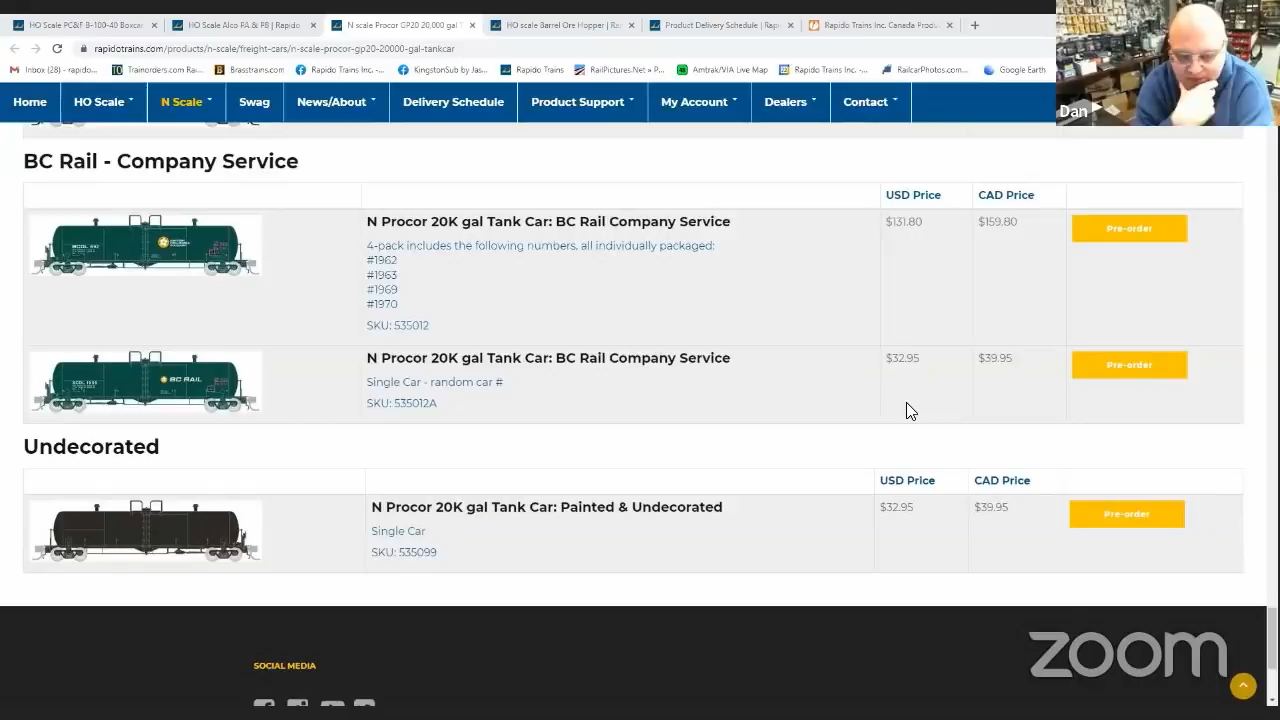 HO Scale PC&F B-100-40 Boxcar
HO Scale Alco PA & PB | Rapido
N scale Procor GP20 20,000 gal T
HO scale Barrel Ore Hopper | Ra
Product Delivery Schedule | Rap
Rapido Trains Inc. Canada Prod
rapidotrains.com/products/n-scale/freight-cars/n-scale-procor-gp20-20000-gal-tankcar
Inbox (28) - rapido...
Trainorders.com Rai...
Brasstrains.com
Rapido Trains Inc. -...
KingstonSub by Jas...
Rapido Trains
RailPictures.Net » P...
Amtrak/VIA Live Map
Rapido Trains Inc. -...
RailcarPhotos.com...
Google Earth
Home
HO Scale
N Scale
Swag
News/About
Delivery Schedule
Product Support
My Account
Dealers
Contact
Dan
BC Rail - Company Service
USD Price
CAD Price
N Procor 20K gal Tank Car: BC Rail Company Service
$131.80
$159.80
Pre-order
4-pack includes the following numbers, all individually packaged:
#1962
#1963
#1969
#1970
SKU: 535012
N Procor 20K gal Tank Car: BC Rail Company Service
$32.95
$39.95
Pre-order
BC RAIL
Single Car - random car #
SKU: 535012A
Undecorated
USD Price
CAD Price
N Procor 20K gal Tank Car: Painted & Undecorated
$32.95
$39.95
Pre-order
Single Car
SKU: 535099
SOCIAL MEDIA
zoom